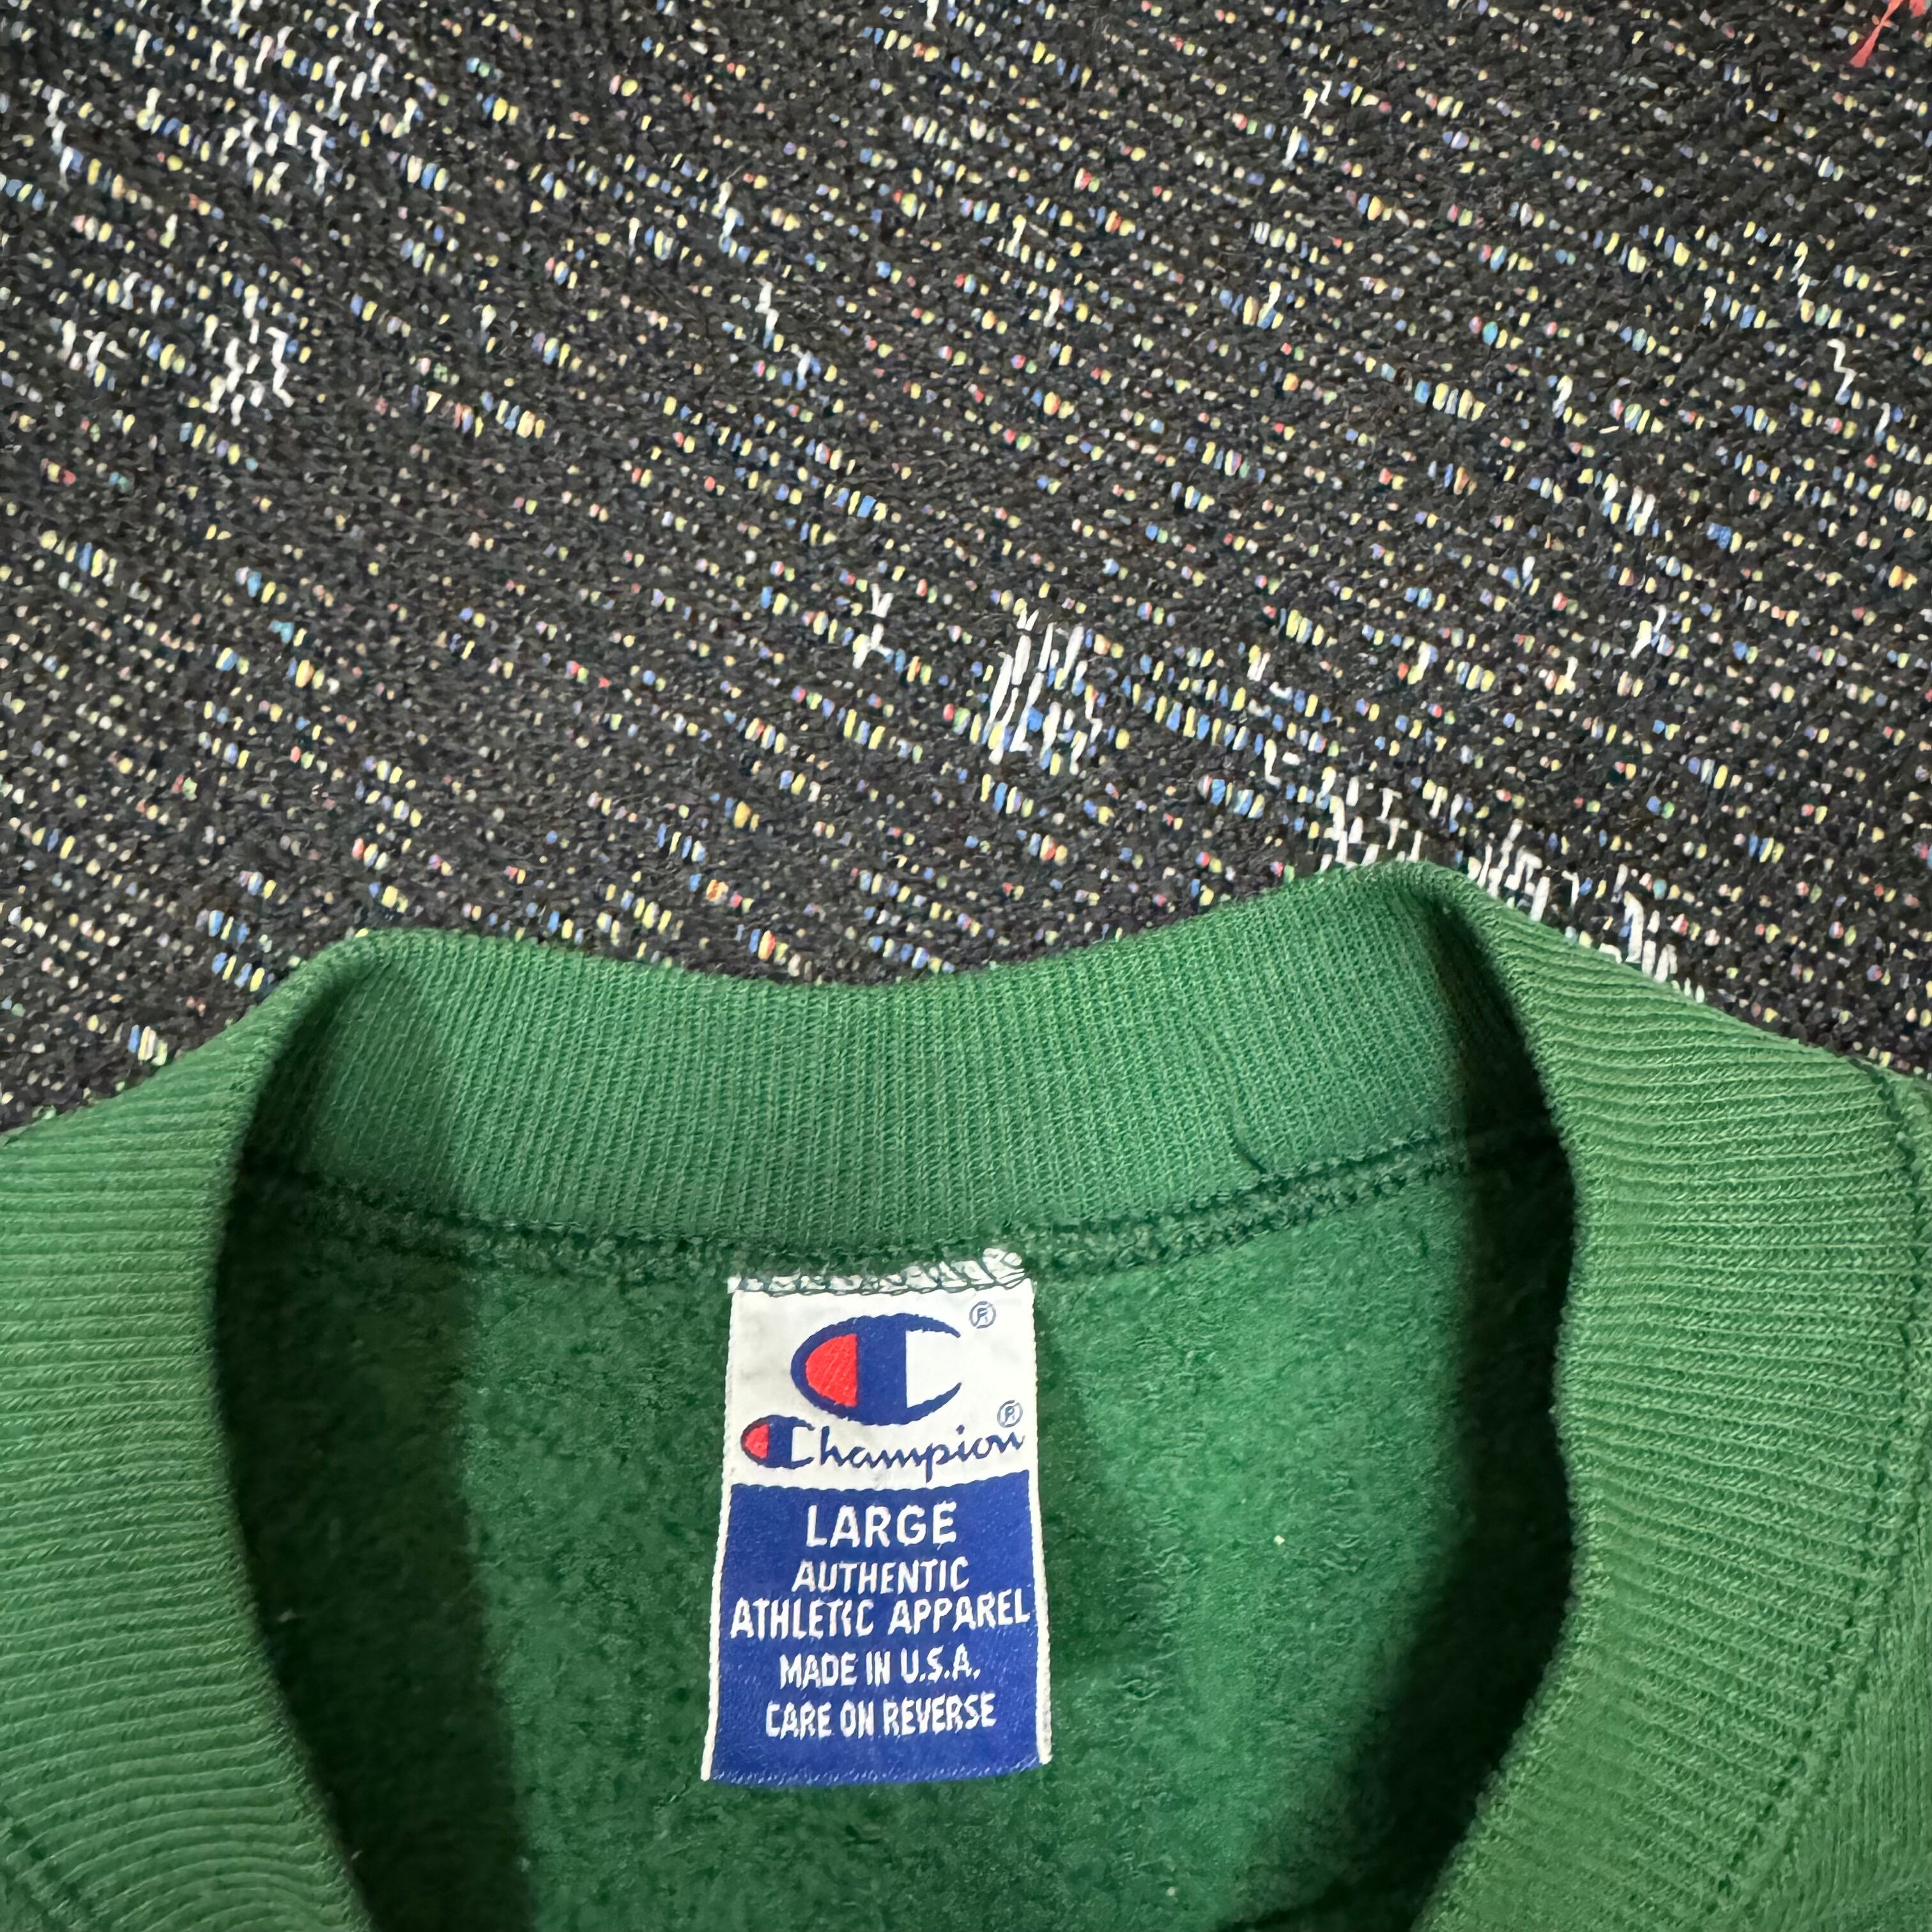 ®
Champion®
LARGE
AUTHENTIC
ATHLETIC APPAREL
MADE IN U.S.A.
CARE ON REVERSE